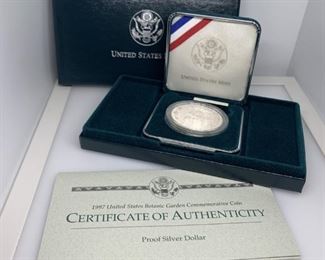 UNITED STATES
UNITED STATES MINT
1997 United States Botanic Garden Commemorative Coin
CERTIFICATE OF AUTHENTICITY
Proof Silver Dollar